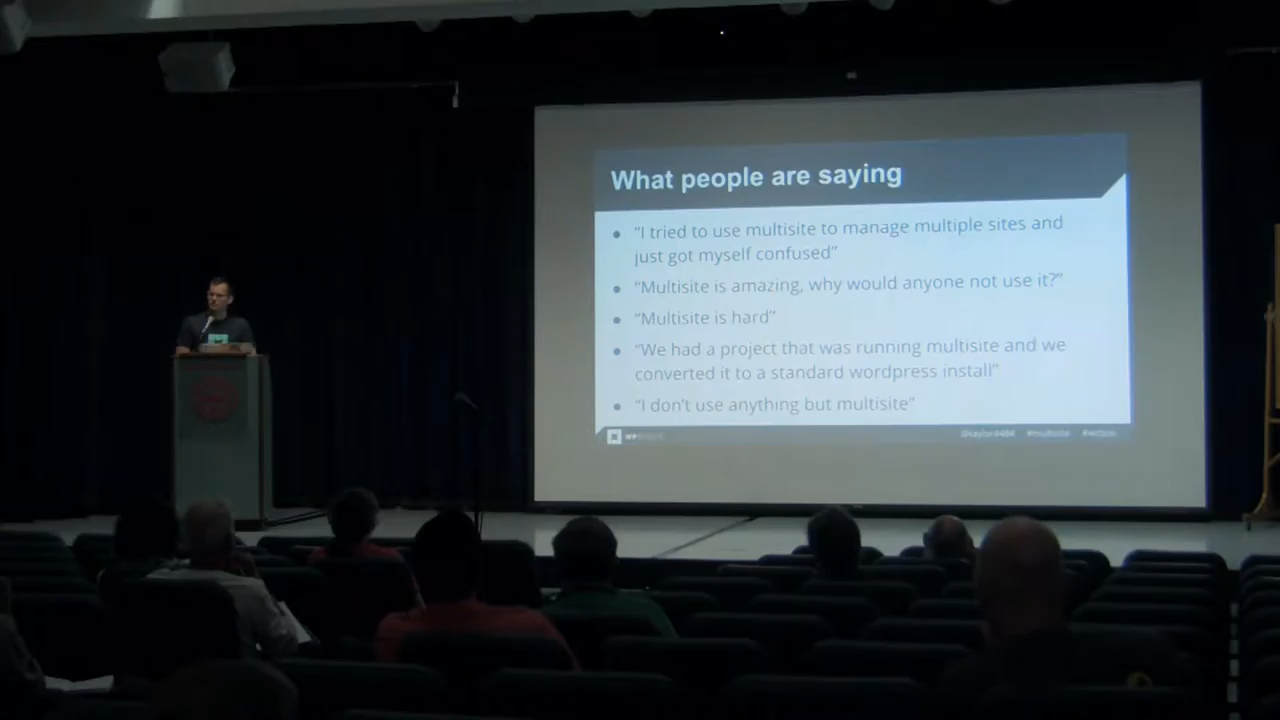 What people are saying
“I tried to use multisite to manage multiple sites and
just got myself confused”
“Multisite is amazing, why would anyone not use it?”
“Multisite is hard”
“We had a project that was running multisite and we
converted it to a standard wordpress install”
“I don’t use anything but multisite”
#multisite